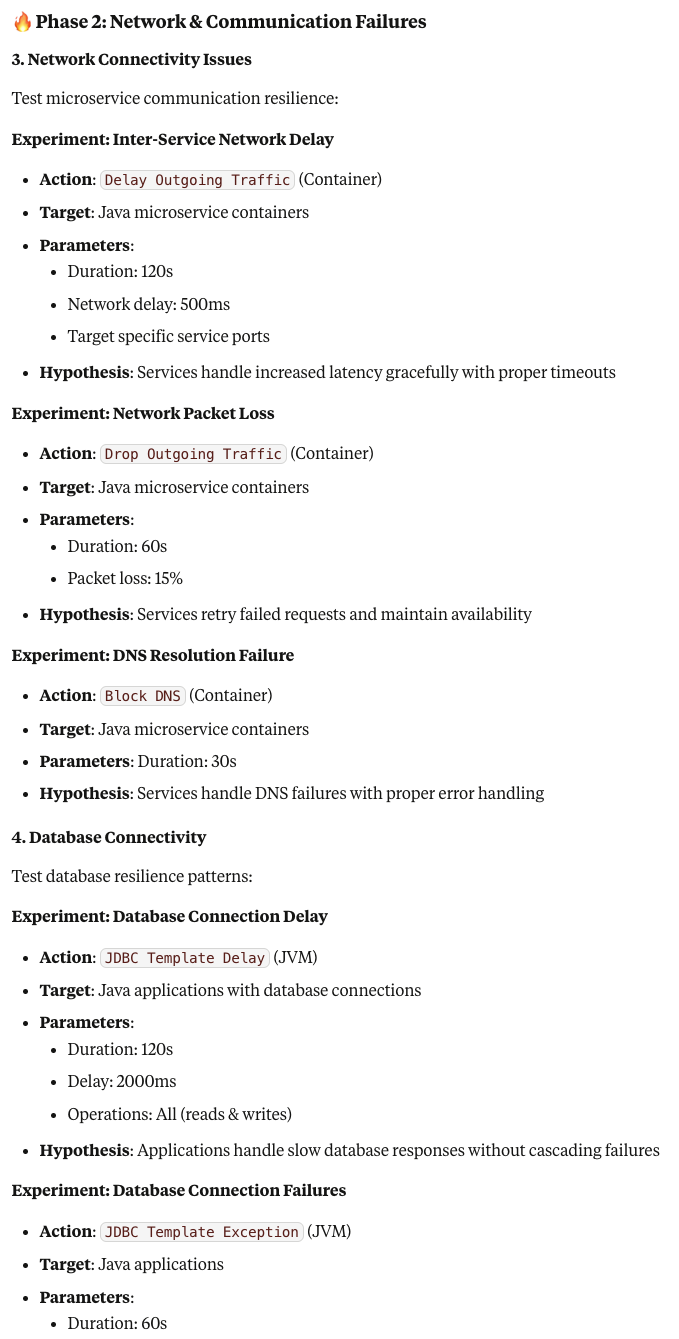 🔥 Phase 2: Network & Communication Failures
3. Network Connectivity Issues
Test microservice communication resilience:
Experiment: Inter-Service Network Delay
• Action: Delay Outgoing Traffic (Container)
• Target: Java microservice containers
• Parameters:
• Duration: 120s
• Network delay: 500ms
• Target specific service ports
• Hypothesis: Services handle increased latency gracefully with proper timeouts
Experiment: Network Packet Loss
• Action: Drop Outgoing Traffic (Container)
• Target: Java microservice containers
• Parameters:
• Duration: 60s
• Packet loss: 15%
• Hypothesis: Services retry failed requests and maintain availability
Experiment: DNS Resolution Failure
• Action: Block DNS (Container)
• Target: Java microservice containers
• Parameters: Duration: 30s
• Hypothesis: Services handle DNS failures with proper error handling
4. Database Connectivity
Test database resilience patterns:
Experiment: Database Connection Delay
• Action: JDBC Template Delay (JVM)
• Target: Java applications with database connections
• Parameters:
• Duration: 120s
• Delay: 2000ms
• Operations: All (reads & writes)
• Hypothesis: Applications handle slow database responses without cascading failures
Experiment: Database Connection Failures
• Action: JDBC Template Exception (JVM)
• Target: Java applications
• Parameters:
• Duration: 60s